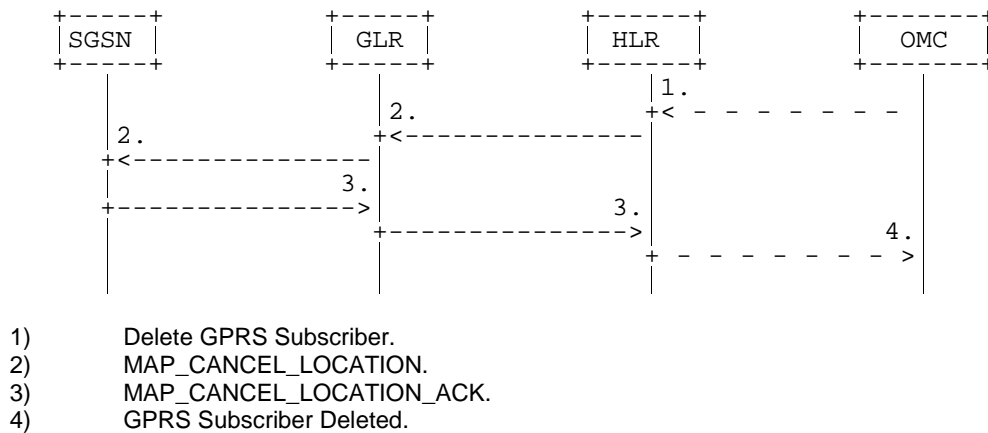 +-----+ +-----+ +------+ +-------+
|SGSN | | GLR | | HLR | | OMC |
+-----+ +-----+ +------+ +-------+
1.
+< - - - - - - -
2.
+<---------------
2.
+<---------------
3.
+--------------->
3.
+--------------->
4.
+ - - - - - - - >
1) Delete GPRS Subscriber.
2) MAP_CANCEL_LOCATION.
3) MAP_CANCEL_LOCATION_ACK.
4) GPRS Subscriber Deleted.